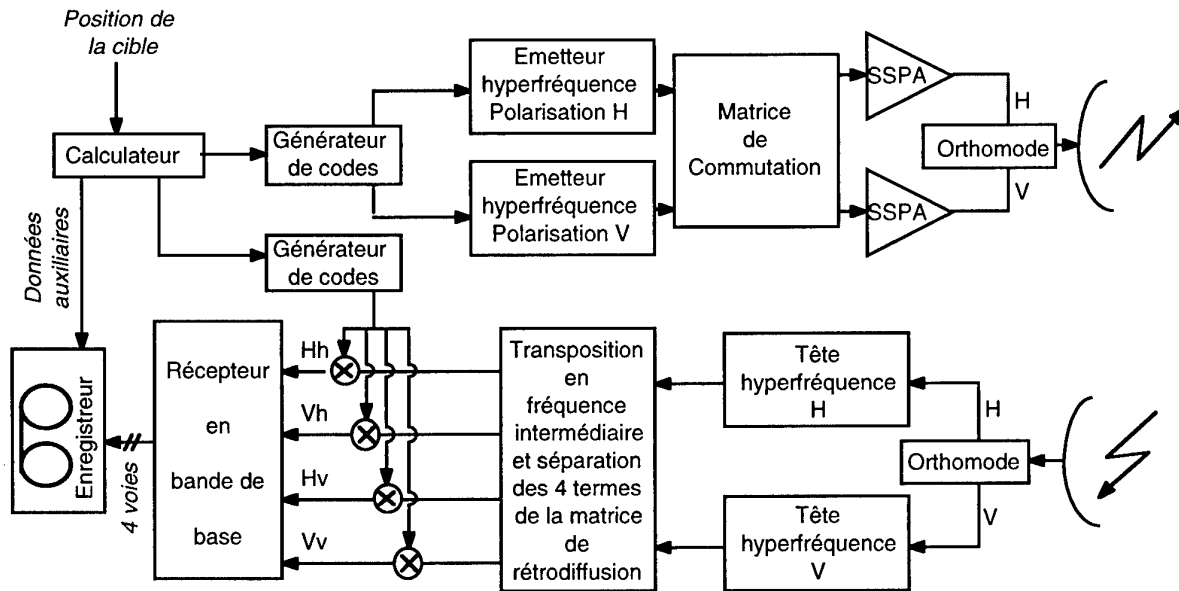 Position de
la cible
Calculateur
Générateur
de codes
Emetteur
hyperfréquence
Polarisation H
Emetteur
hyperfréquence
Polarisation V
Matrice
de
Commutation
SSPA
SSPA
H
Orthomode
V
Données
auxiliaires
Générateur
de codes
Enregistreur
4 voies
Récepteur
en
bande de
base
Hh
Vh
Hv
Vv
Transposition
en
fréquence
intermédiaire
et séparation
des 4 termes
de la matrice
de
rétrodiffusion
Tête
hyperfréquence
H
Tête
hyperfréquence
V
H
Orthomode
V